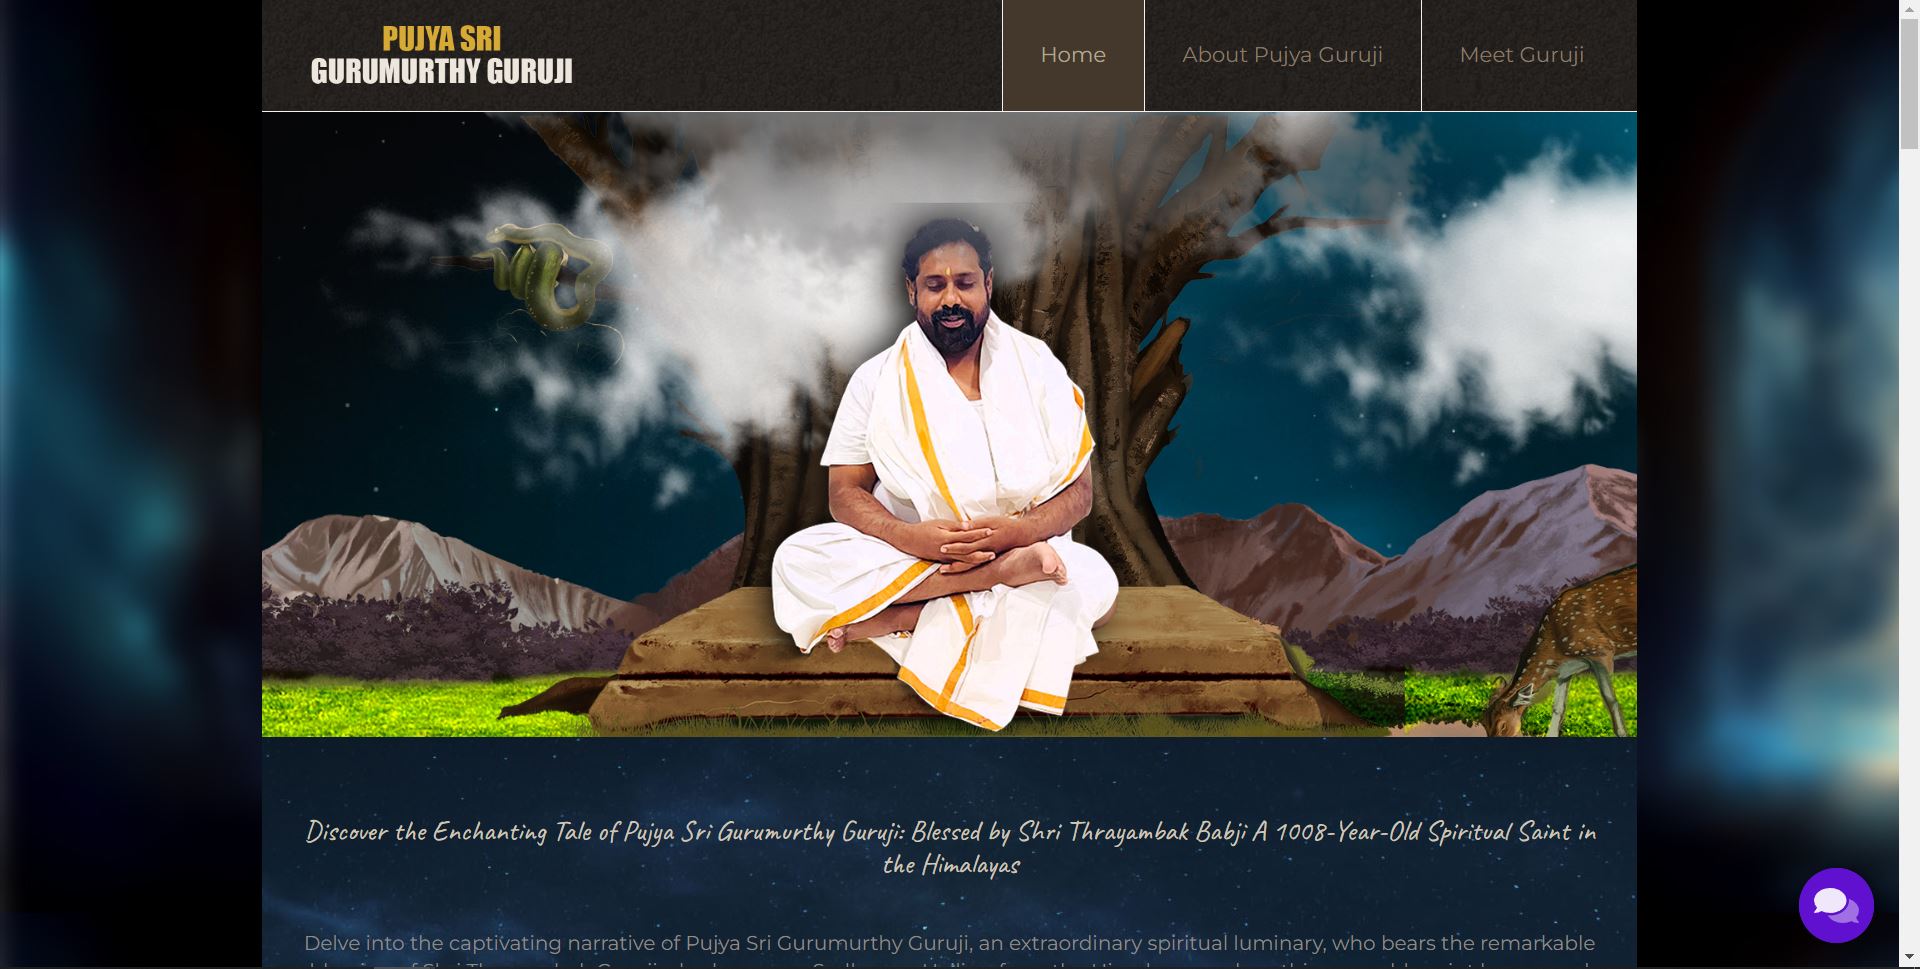 PUJYA SRI
GURUMURTHY GURUJI
Home
About Pujya Guruji
Meet Guruji
Discover the Enchanting Tale of Pujya Sri Gurumurthy Guruji: Blessed by Shri Thrayambak Babji A 1008-Year-Old Spiritual Saint in
the Himalayas
Delve into the captivating narrative of Pujya Sri Gurumurthy Guruji, an extraordinary spiritual luminary, who bears the remarkable